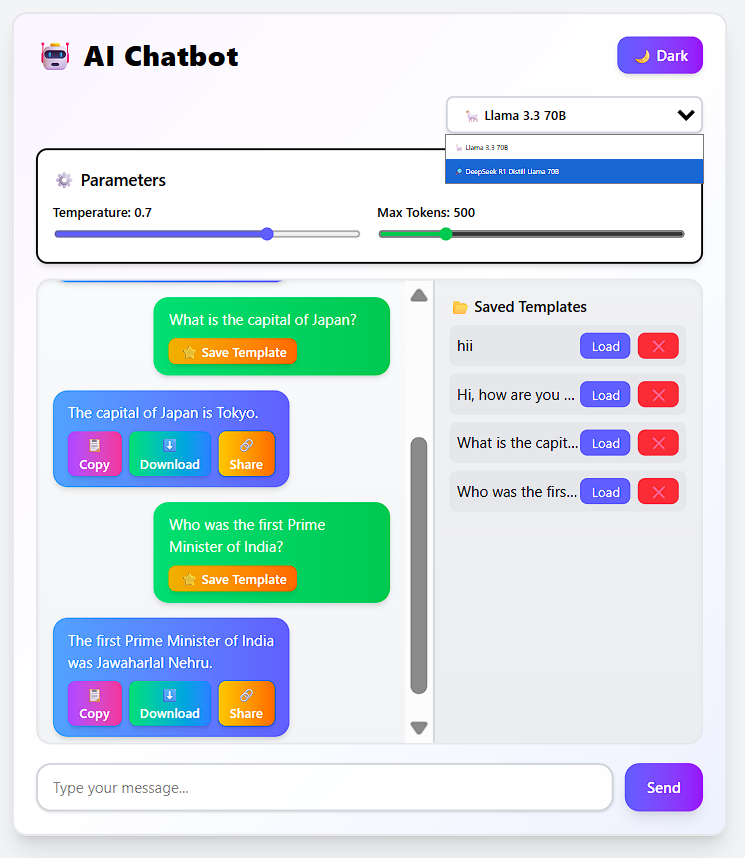 AI Chatbot
Dark
Llama 3.3 70B
Llama 3.3 70B
DeepSeek R1 Distill Llama 70B
Parameters
Temperature: 0.7
Max Tokens: 500
What is the capital of Japan?
Save Template
The capital of Japan is Tokyo.
Copy
Download
Share
Who was the first Prime
Minister of India?
Save Template
The first Prime Minister of India
was Jawaharlal Nehru.
Copy
Download
Share
Saved Templates
hii
Load
Hi, how are you ...
Load
What is the capit...
Load
Who was the firs...
Load
Type your message...
Send